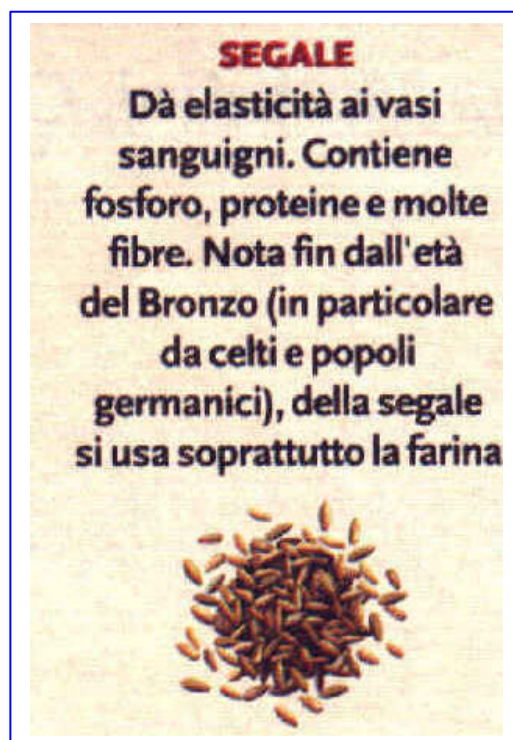 SEGALE
Dà elasticità ai vasi
sanguigni. Contiene
fosforo, proteine e molte
fibre. Nota fin dall'età
del Bronzo (in particolare
da celti e popoli
germanici), della segale
si usa soprattutto la farina